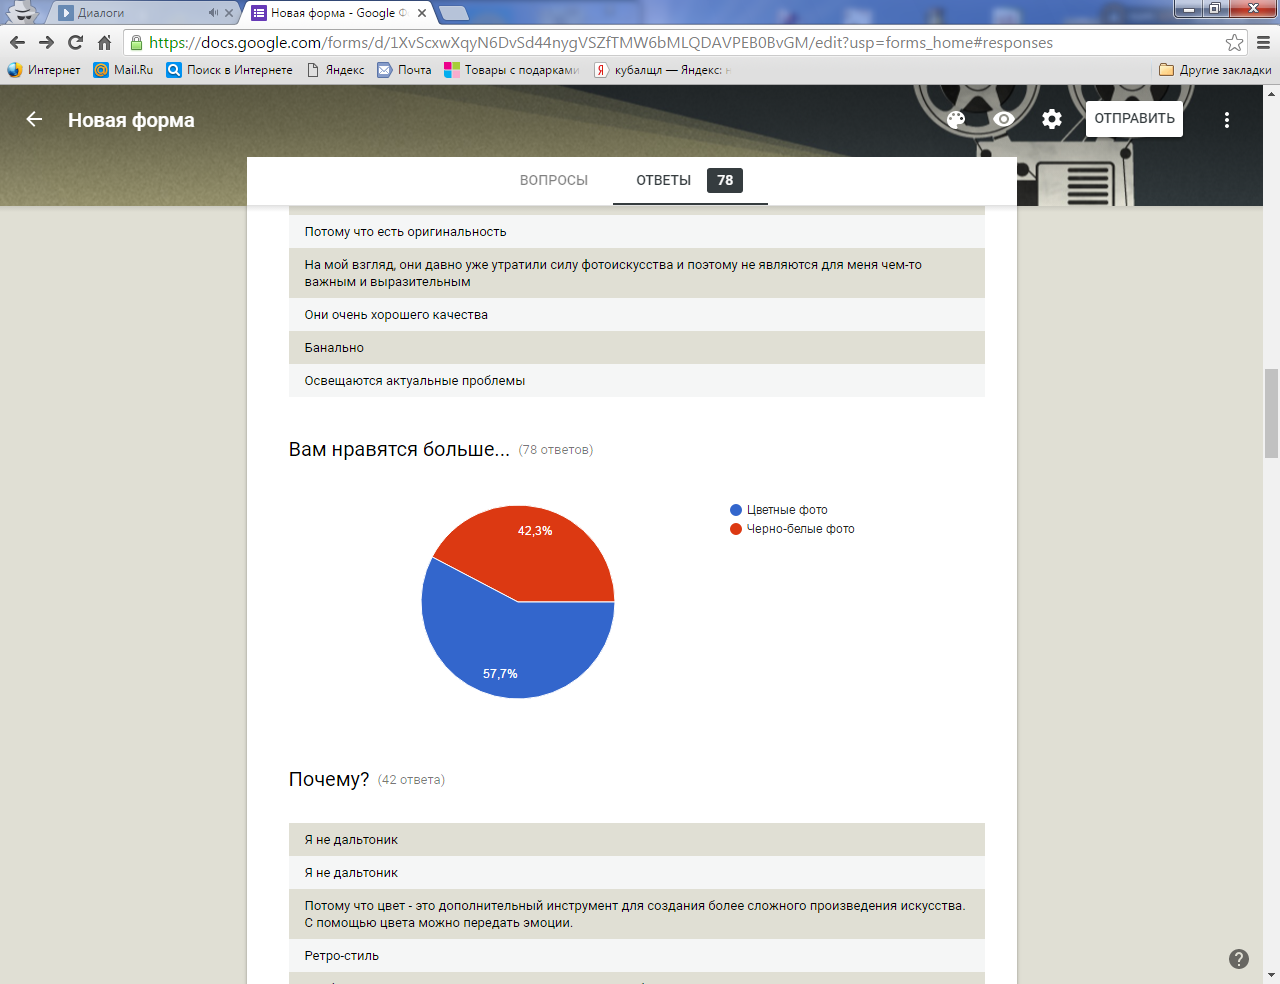 Диалоги
Новая форма - Google Ф
https://docs.google.com/forms/d/1XvScxwXqyN6DvSd44nygVSZfTMW6bMLQDAVPEB0BvGM/edit?usp=forms_home#responses
Интернет
Mail.Ru
Поиск в Интернете
Яндекс
Почта
Товары с подарками
кубалщл — Яндекс: н
Другие закладки
Новая форма
ОТПРАВИТЬ
ВОПРОСЫ
ОТВЕТЫ 78
Потому что есть оригинальность
На мой взгляд, они давно уже утратили силу фотоискусства и поэтому не являются для меня чем-то
важным и выразительным
Они очень хорошего качества
Банально
Освещаются актуальные проблемы
Вам нравятся больше... (78 ответов)
Цветные фото
Черно-белые фото
42,3%
57,7%
Почему? (42 ответа)
Я не дальтоник
Я не дальтоник
Потому что цвет - это дополнительный инструмент для создания более сложного произведения искусства.
С помощью цвета можно передать эмоции.
Ретро-стиль